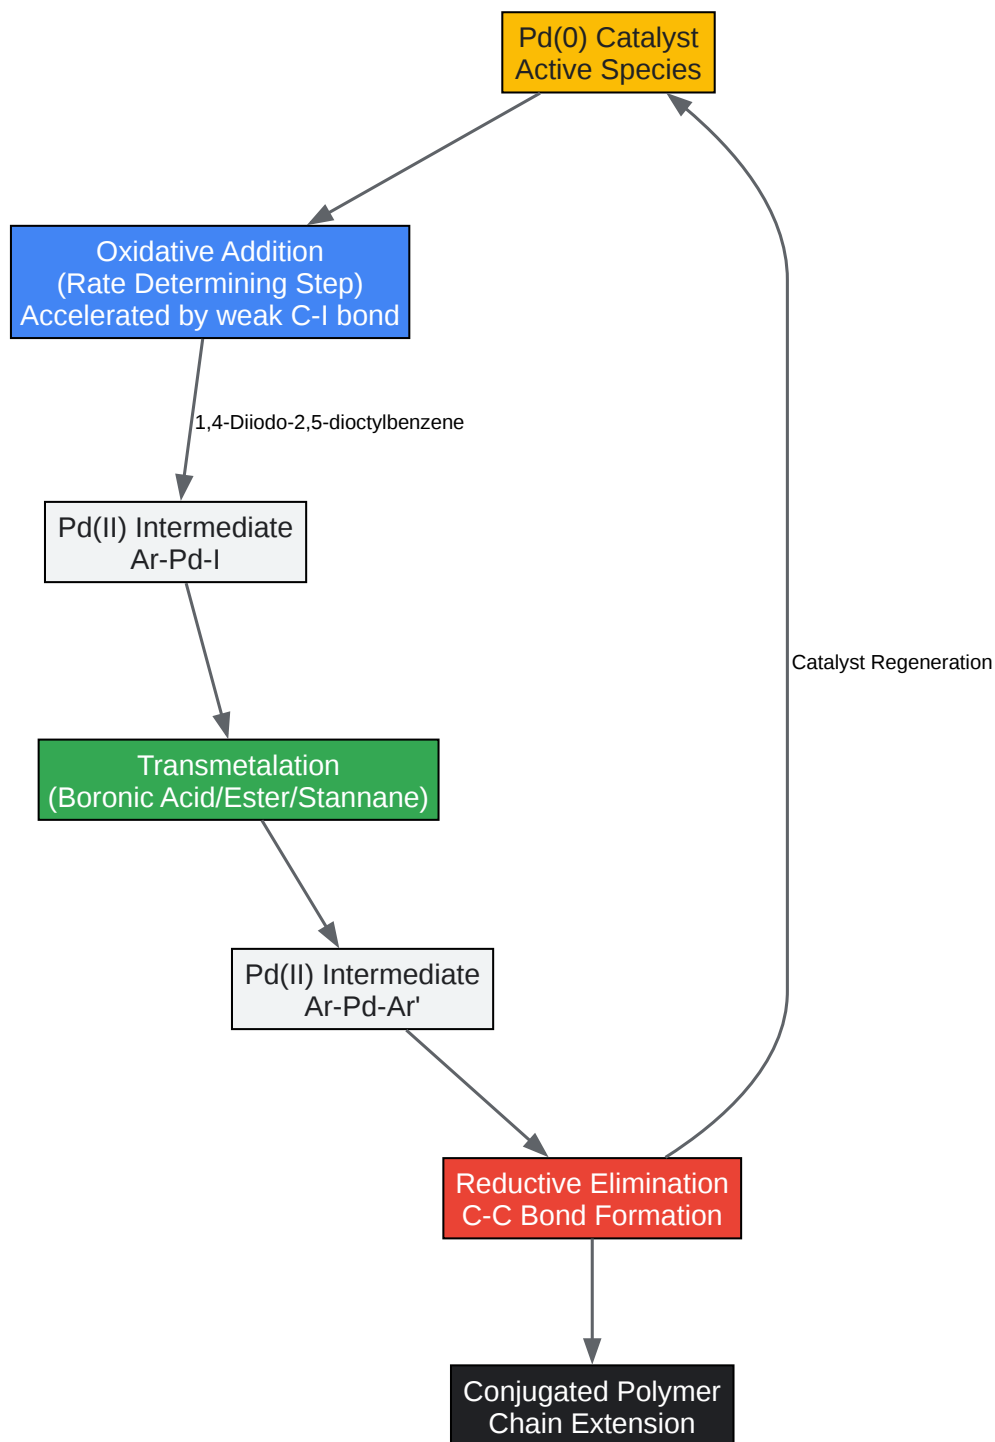 Pd(0) Catalyst
Active Species
Oxidative Addition
(Rate Determining Step)
Accelerated by weak C-I bond
1,4-Diiodo-2,5-dioctylbenzene
Pd(II) Intermediate
Ar-Pd-I
Catalyst Regeneration
Transmetalation
(Boronic Acid/Ester/Stannane)
Pd(II) Intermediate
Ar-Pd-Ar'
Reductive Elimination
C-C Bond Formation
Conjugated Polymer
Chain Extension